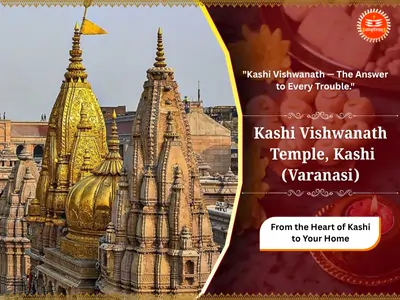 "Kashi Vishwanath — The Answer
to Every Trouble."
Kashi Vishwanath
Temple, Kashi
(Varanasi)
From the Heart of Kashi
to Your Home